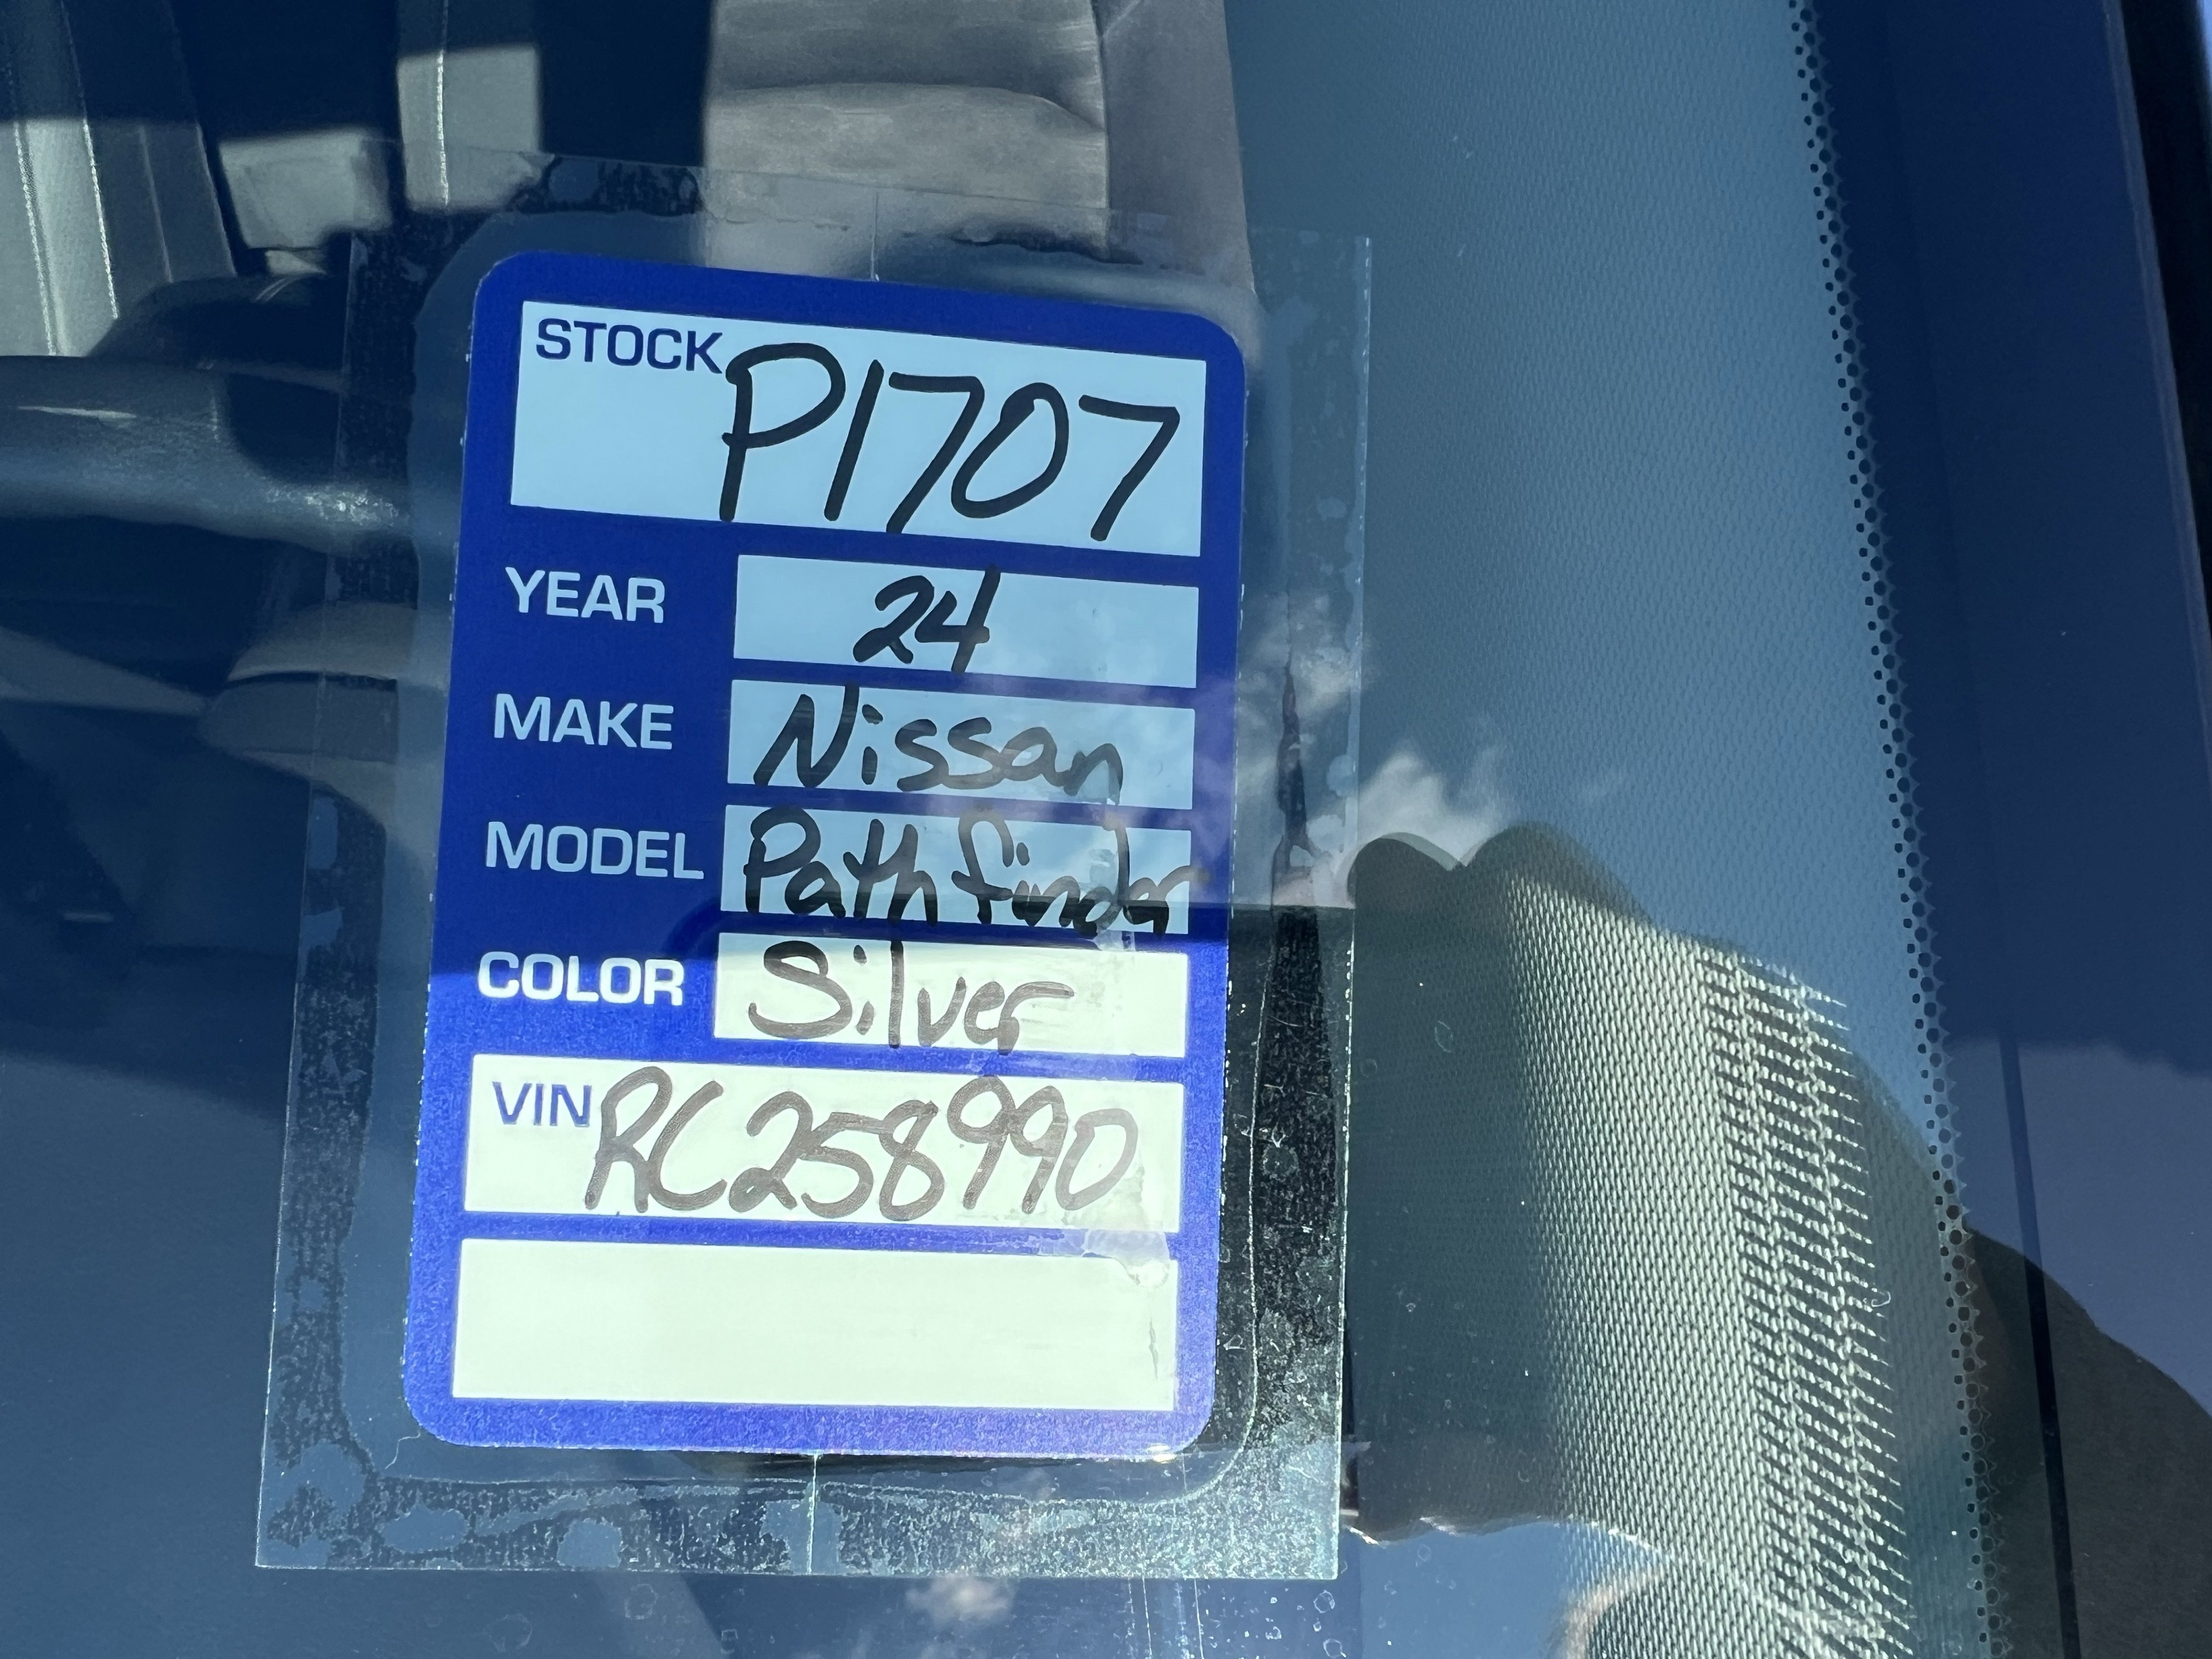 STOCK P1707
YEAR 24
MAKE Nissan
MODEL Pathfinder
COLOR Silver
VIN RC258990